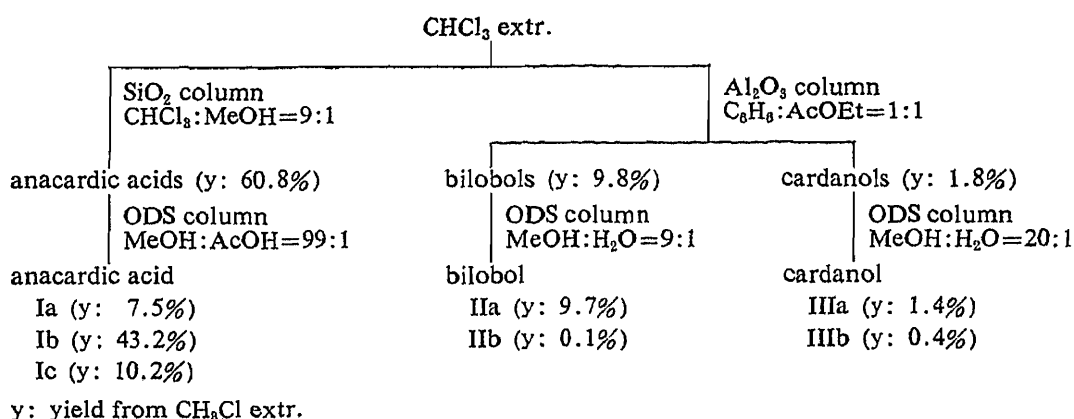 CHCl₃ extr.
SiO₂ column
CHCl₃:MeOH=9:1
Al₂O₃ column
C₆H₆:AcOEt=1:1
anacardic acids (y: 60.8%)
bilobols (y: 9.8%)
cardanols (y: 1.8%)
ODS column
MeOH:AcOH=99:1
ODS column
MeOH:H₂O=9:1
ODS column
MeOH:H₂O=20:1
anacardic acid
bilobol
cardanol
Ia (y: 7.5%)
IIa (y: 9.7%)
IIIa (y: 1.4%)
Ib (y: 43.2%)
IIb (y: 0.1%)
IIIb (y: 0.4%)
Ic (y: 10.2%)
y: yield from CH₃Cl extr.